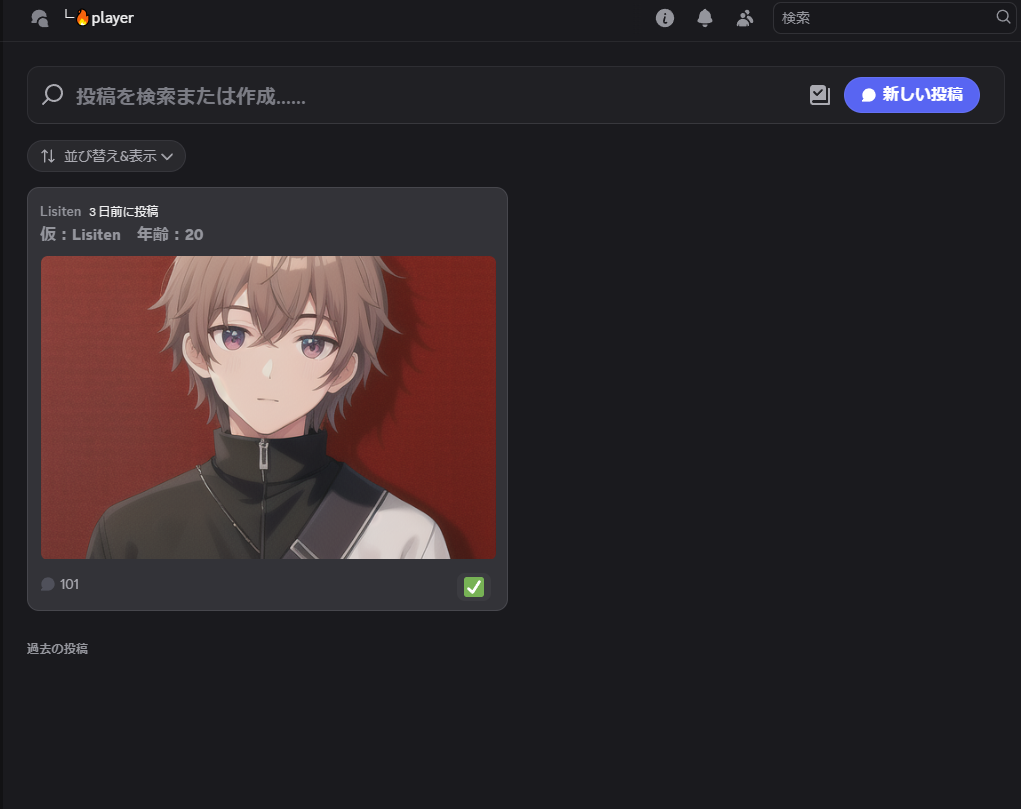 └🔥player
検索
投稿を検索または作成......
新しい投稿
並び替え&表示
Lisiten 3 日前に投稿
仮：Lisiten　年齢：20
101
過去の投稿